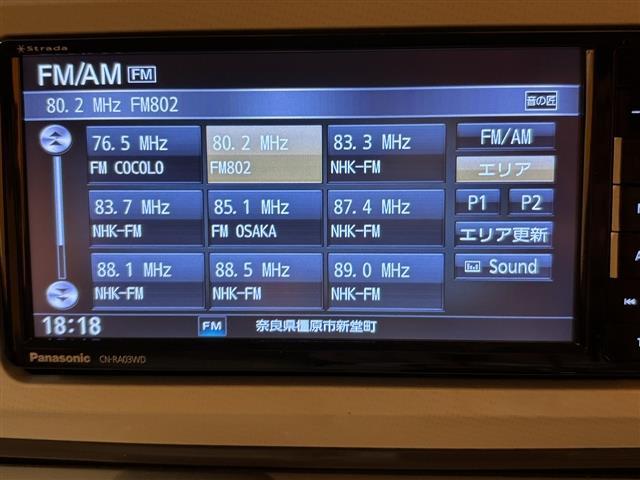 Strada
FM/AM FM
80.2 MHz FM802 音の匠
76.5 MHz 80.2 MHz 83.3 MHz FM/AM
FM COCOLO FM802 NHK-FM エリア
83.7 MHz 85.1 MHz 87.4 MHz P1 P2
NHK-FM FM OSAKA NHK-FM エリア更新
88.1 MHz 88.5 MHz 89.0 MHz Sound
NHK-FM NHK-FM NHK-FM
18:18 FM 奈良県橿原市新堂町
Panasonic CN-RA03WD